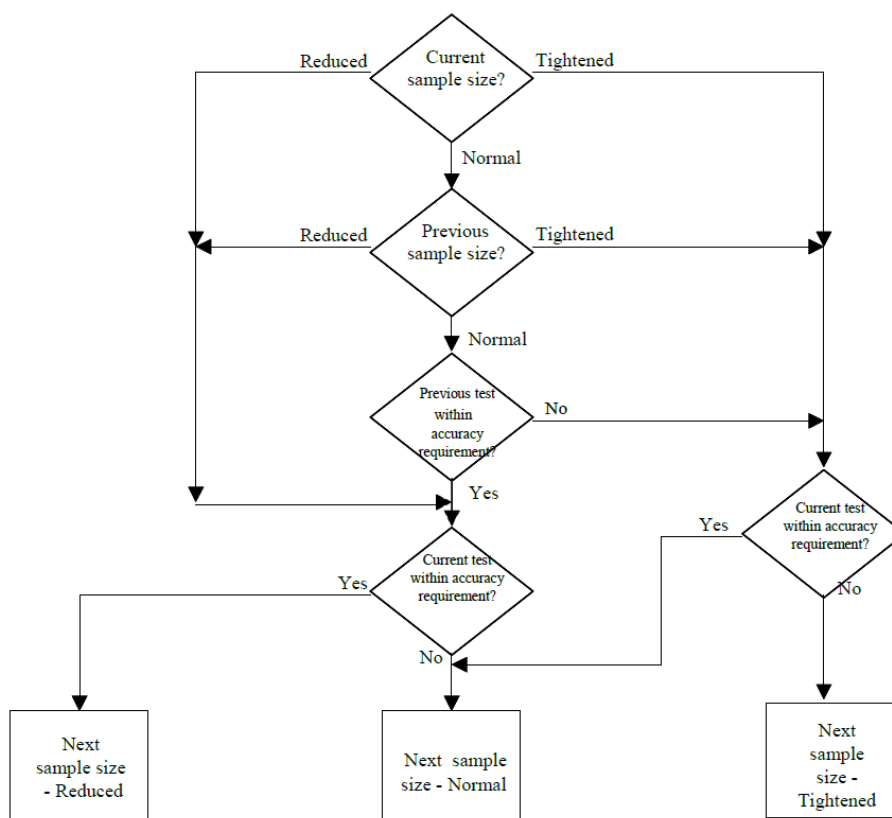 Current
sample size?
Reduced
Tightened
Normal
Previous
sample size?
Reduced
Tightened
Normal
Previous test
within
accuracy
requirement?
No
Yes
Current test
within accuracy
requirement?
Yes
No
Current test
within accuracy
requirement?
Yes
No
Next
sample size
- Reduced
Next sample
size - Normal
Next
sample
size -
Tightened